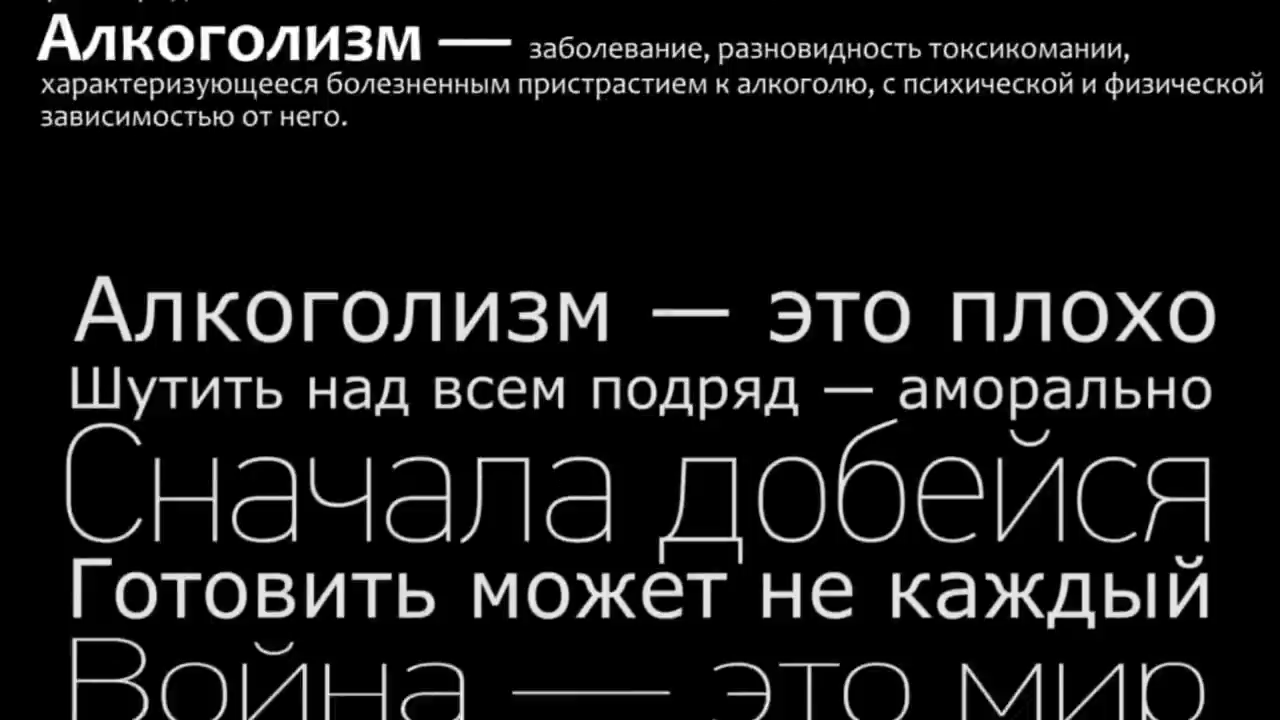 Алкоголизм — заболевание, разновидность токсикомании,
характеризующееся болезненным пристрастием к алкоголю, с психической и физической
зависимостью от него.
Алкоголизм — это плохо
Шутить над всем подряд — аморально
Сначала добейся
Готовить может не каждый
Война — это мир